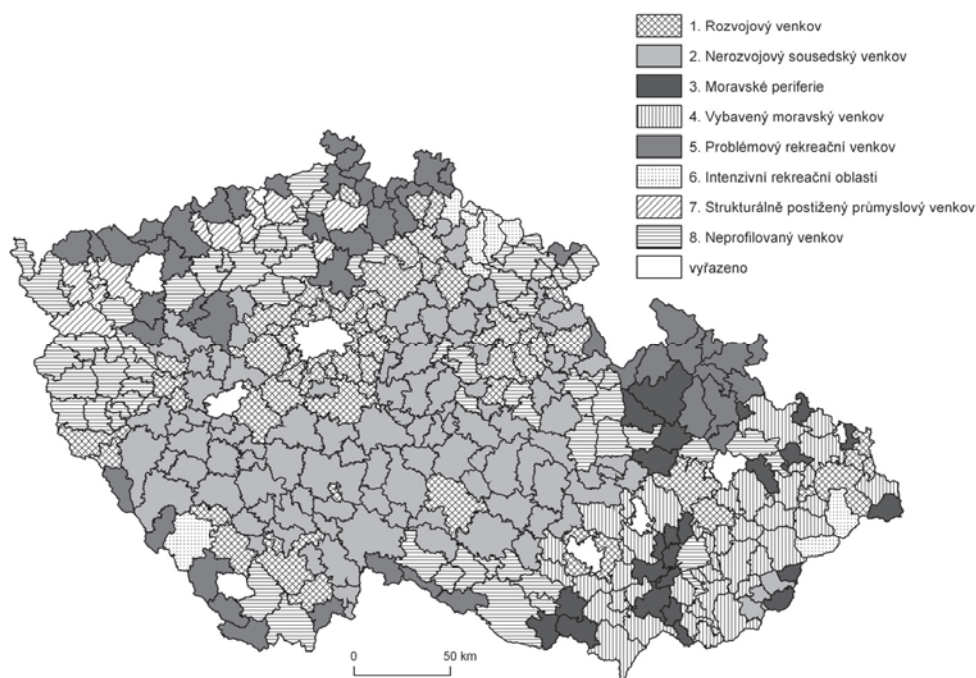 1. Rozvojový venkov
2. Nerozvojový sousedský venkov
3. Moravské periferie
4. Vybavený moravský venkov
5. Problémový rekreační venkov
6. Intenzivní rekreační oblasti
7. Strukturálně postižený průmyslový venkov
8. Neprofilovaný venkov
vyřazeno
0 50 km